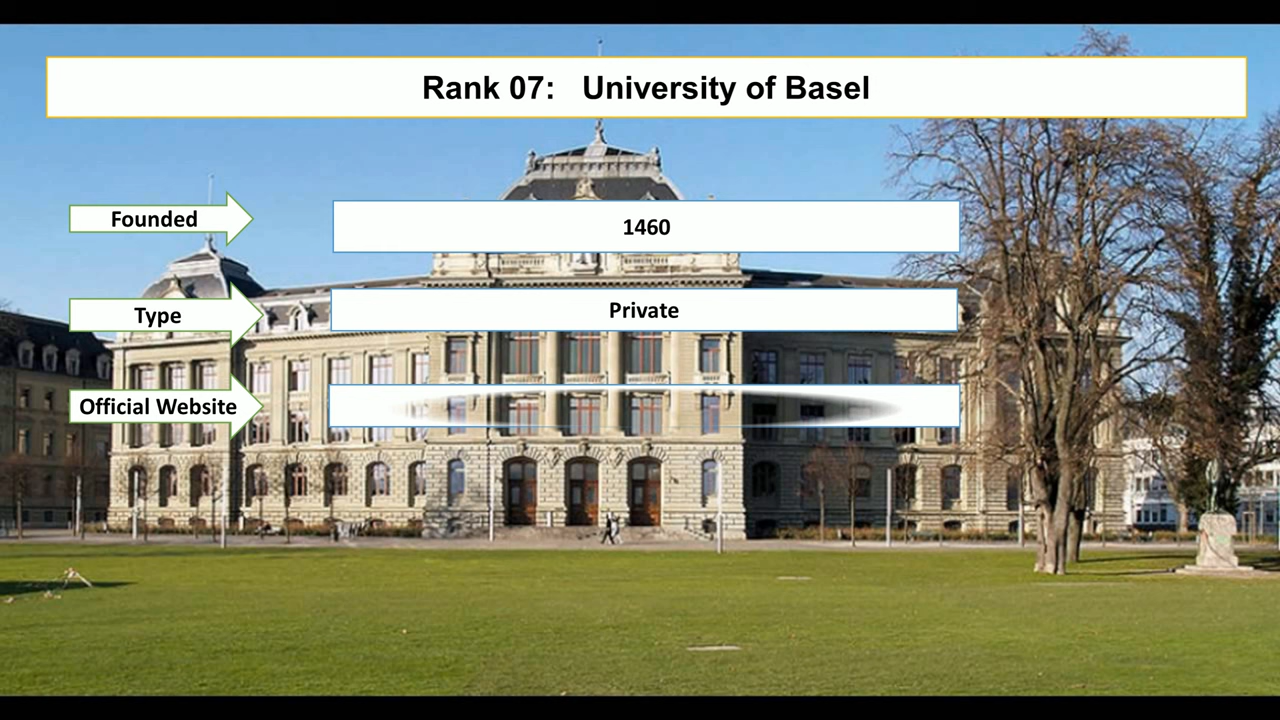 Rank 07: University of Basel
Founded
1460
Type
Private
Official Website